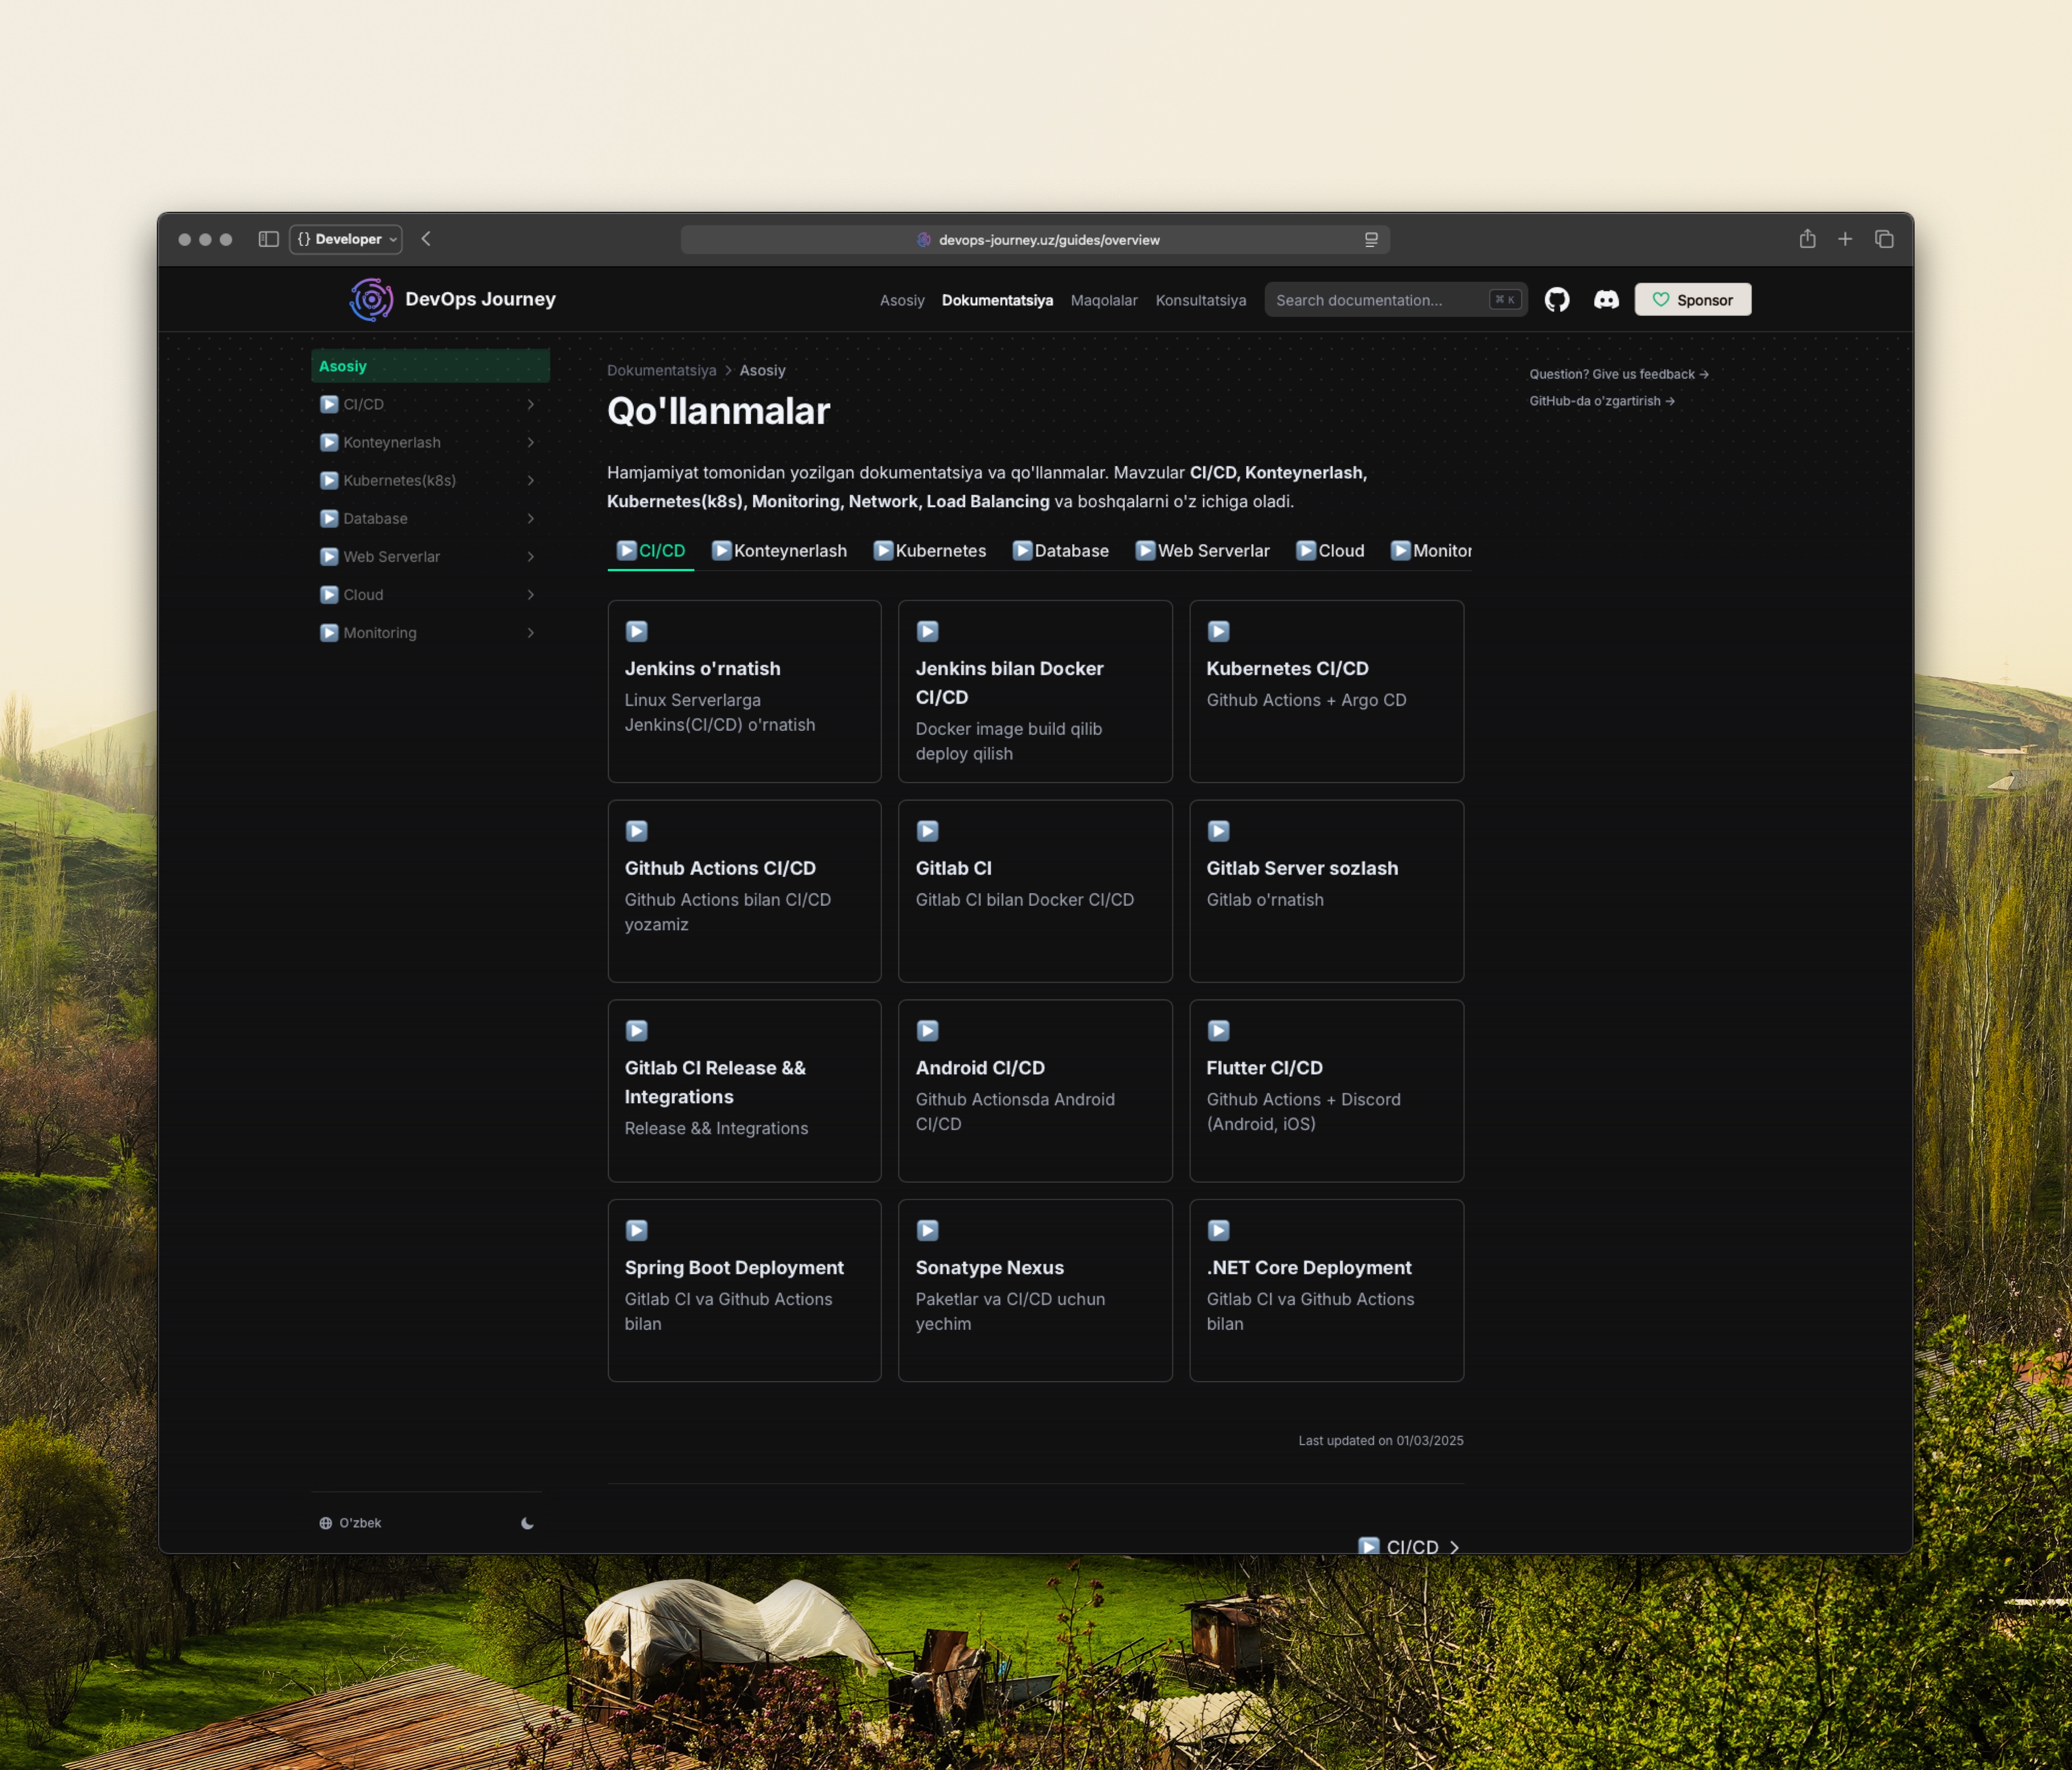 {} Developer
devops-journey.uz/guides/overview
DevOps Journey
Asosiy
Dokumentatsiya
Maqolalar
Konsultatsiya
Search documentation...
⌘ K
Sponsor
Asosiy
CI/CD
Konteynerlash
Kubernetes(k8s)
Database
Web Serverlar
Cloud
Monitoring
O'zbek
Dokumentatsiya > Asosiy
Qo'llanmalar
Hamjamiyat tomonidan yozilgan dokumentatsiya va qo'llanmalar. Mavzular CI/CD, Konteynerlash,
Kubernetes(k8s), Monitoring, Network, Load Balancing va boshqalarni o'z ichiga oladi.
CI/CD
Konteynerlash
Kubernetes
Database
Web Serverlar
Cloud
Monitor
Jenkins o'rnatish
Linux Serverlarga
Jenkins(CI/CD) o'rnatish
Jenkins bilan Docker
CI/CD
Docker image build qilib
deploy qilish
Kubernetes CI/CD
Github Actions + Argo CD
Github Actions CI/CD
Github Actions bilan CI/CD
yozamiz
Gitlab CI
Gitlab CI bilan Docker CI/CD
Gitlab Server sozlash
Gitlab o'rnatish
Gitlab CI Release &&
Integrations
Release && Integrations
Android CI/CD
Github Actionsda Android
CI/CD
Flutter CI/CD
Github Actions + Discord
(Android, iOS)
Spring Boot Deployment
Gitlab CI va Github Actions
bilan
Sonatype Nexus
Paketlar va CI/CD uchun
yechim
.NET Core Deployment
Gitlab CI va Github Actions
bilan
Last updated on 01/03/2025
CI/CD >
Question? Give us feedback →
GitHub-da o'zgartirish →